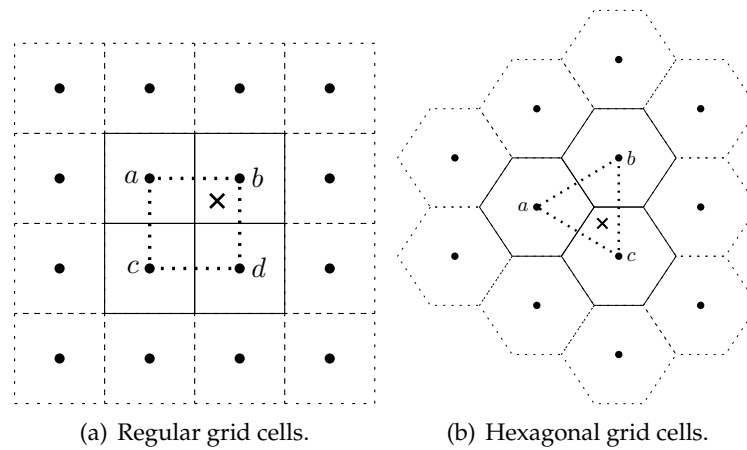 a b
c d
b
a
c
(a) Regular grid cells. (b) Hexagonal grid cells.